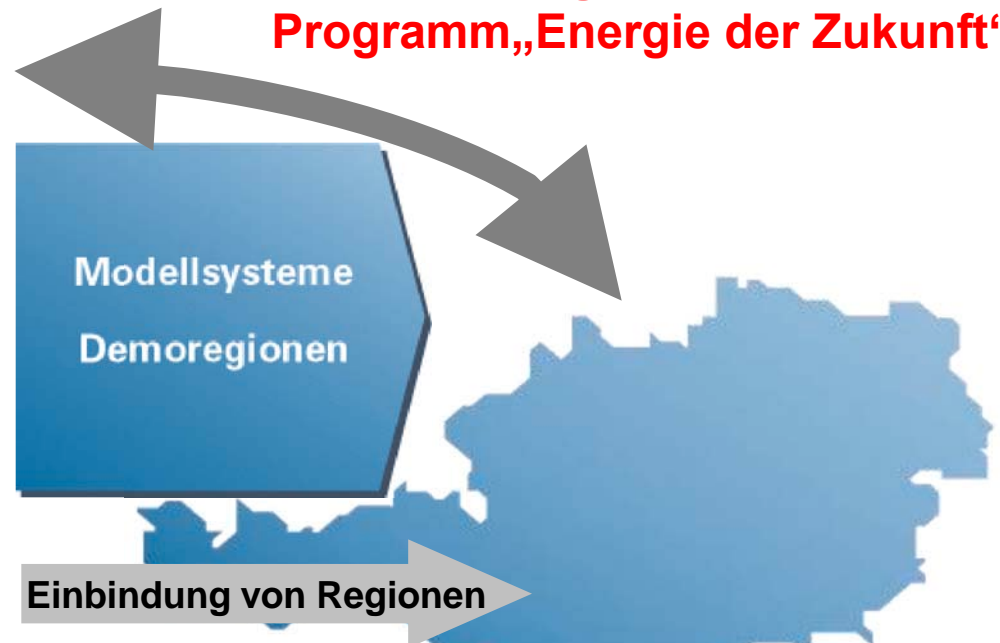 Programm„Energie der Zukunft“
Modellsysteme
Demoregionen
Einbindung von Regionen